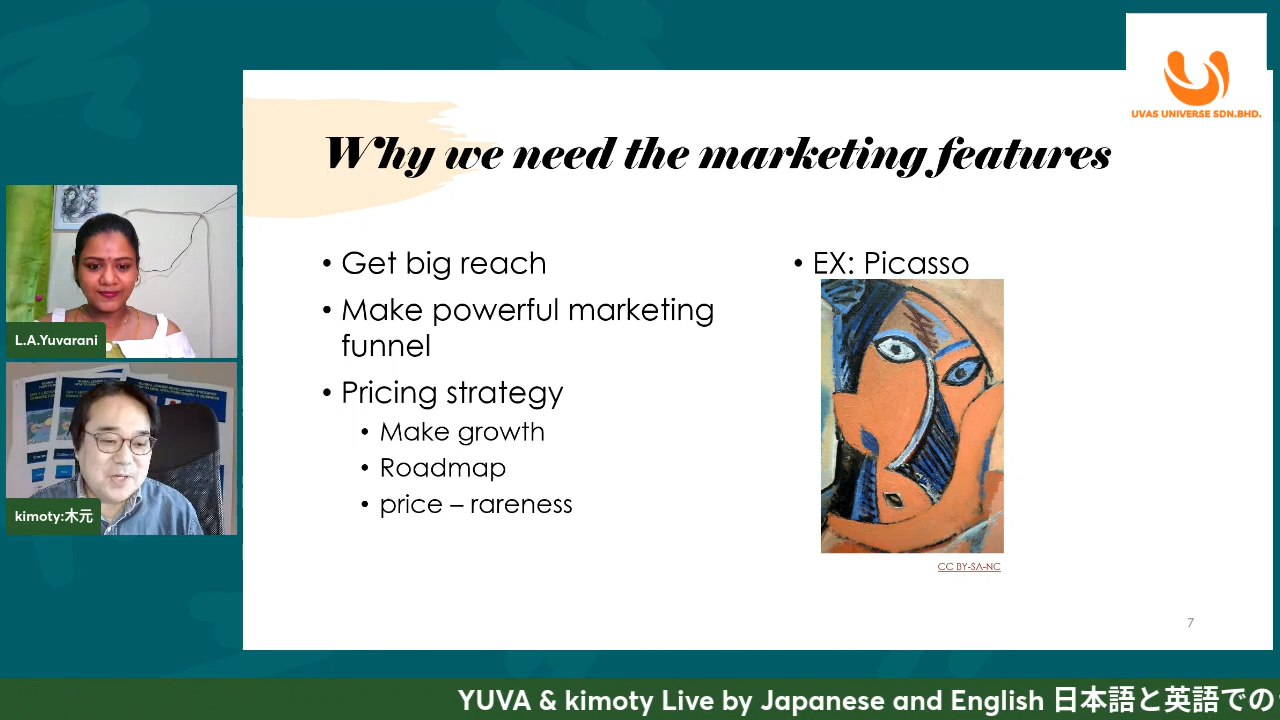 UVAS UNIVERSE SDN.BHD.
Why we need the marketing features
• Get big reach
• Make powerful marketing
funnel
• Pricing strategy
• Make growth
• Roadmap
• price – rareness
• EX: Picasso
CC BY-SA-NC
7
L.A.Yuvarani
kimoty:木元
YUVA & kimoty Live by Japanese and English 日本語と英語での